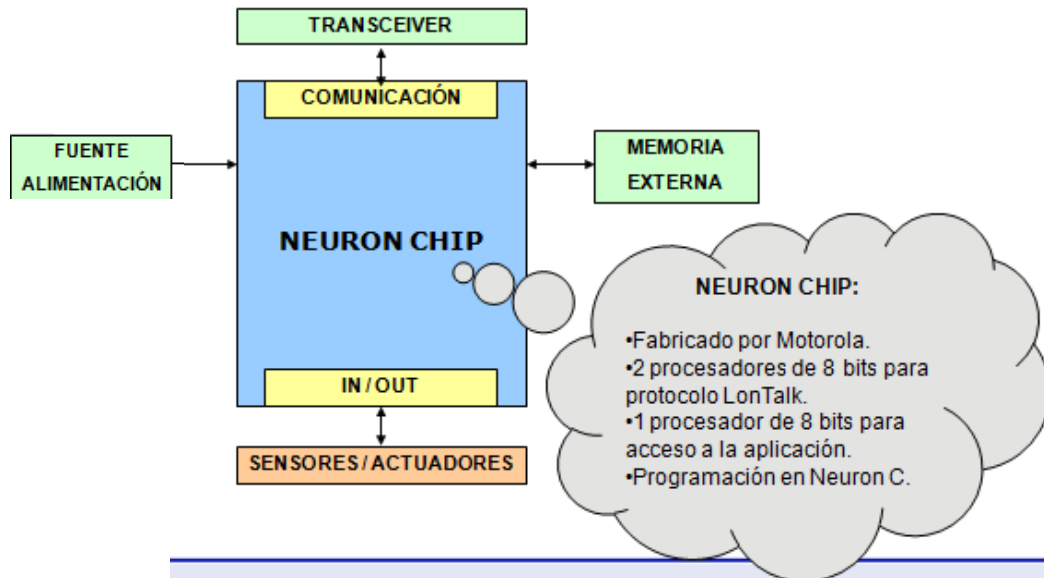 TRANSCEIVER
COMUNICACIÓN
FUENTE
ALIMENTACIÓN
MEMORIA
EXTERNA
NEURON CHIP
NEURON CHIP:
•Fabricado por Motorola.
•2 procesadores de 8 bits para
protocolo LonTalk.
•1 procesador de 8 bits para
acceso a la aplicación.
•Programación en Neuron C.
IN / OUT
SENSORES / ACTUADORES